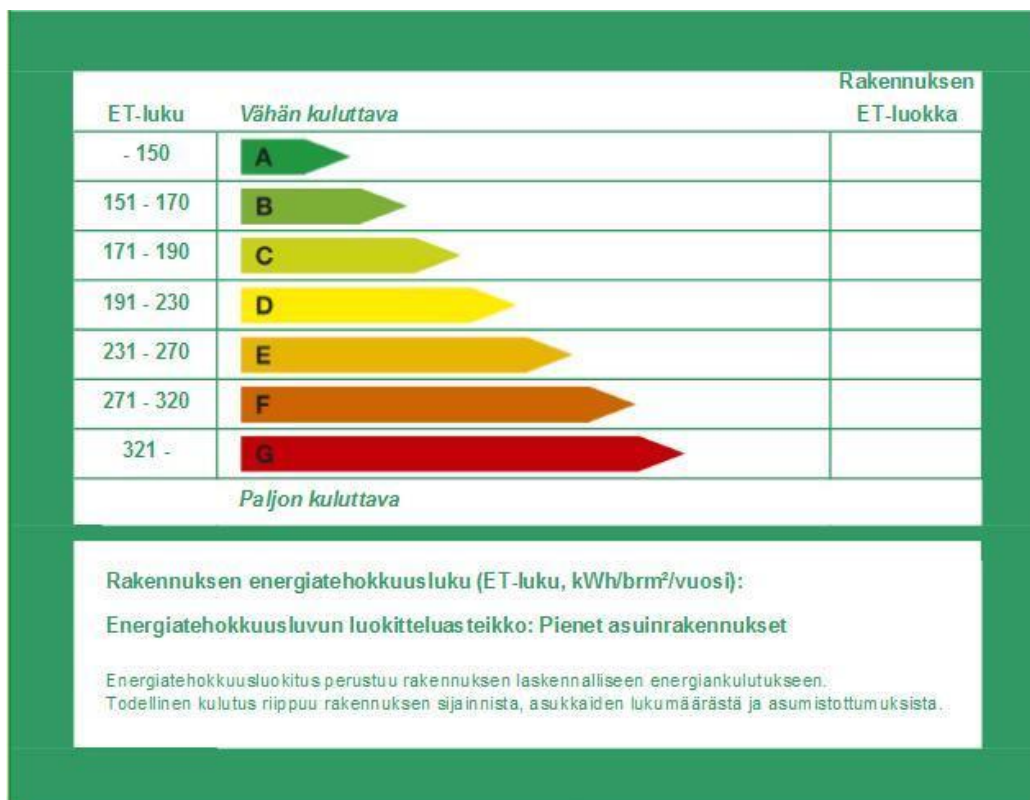 Rakennuksen
ET-luku Vähän kuluttava ET-luokka
- 150 A
151 - 170 B
171 - 190 C
191 - 230 D
231 - 270 E
271 - 320 F
321 - G
Paljon kuluttava
Rakennuksen energiatehokkuusluku (ET-luku, kWh/brm²/vuosi):
Energiatehokkuusluvun luokitteluasteikko: Pienet asuinrakennukset
Energiatehokkuusluokitus perustuu rakennuksen laskennalliseen energiankulutukseen.
Todellinen kulutus riippuu rakennuksen sijainnista, asukkaiden lukumäärästä ja asumistottumuksista.